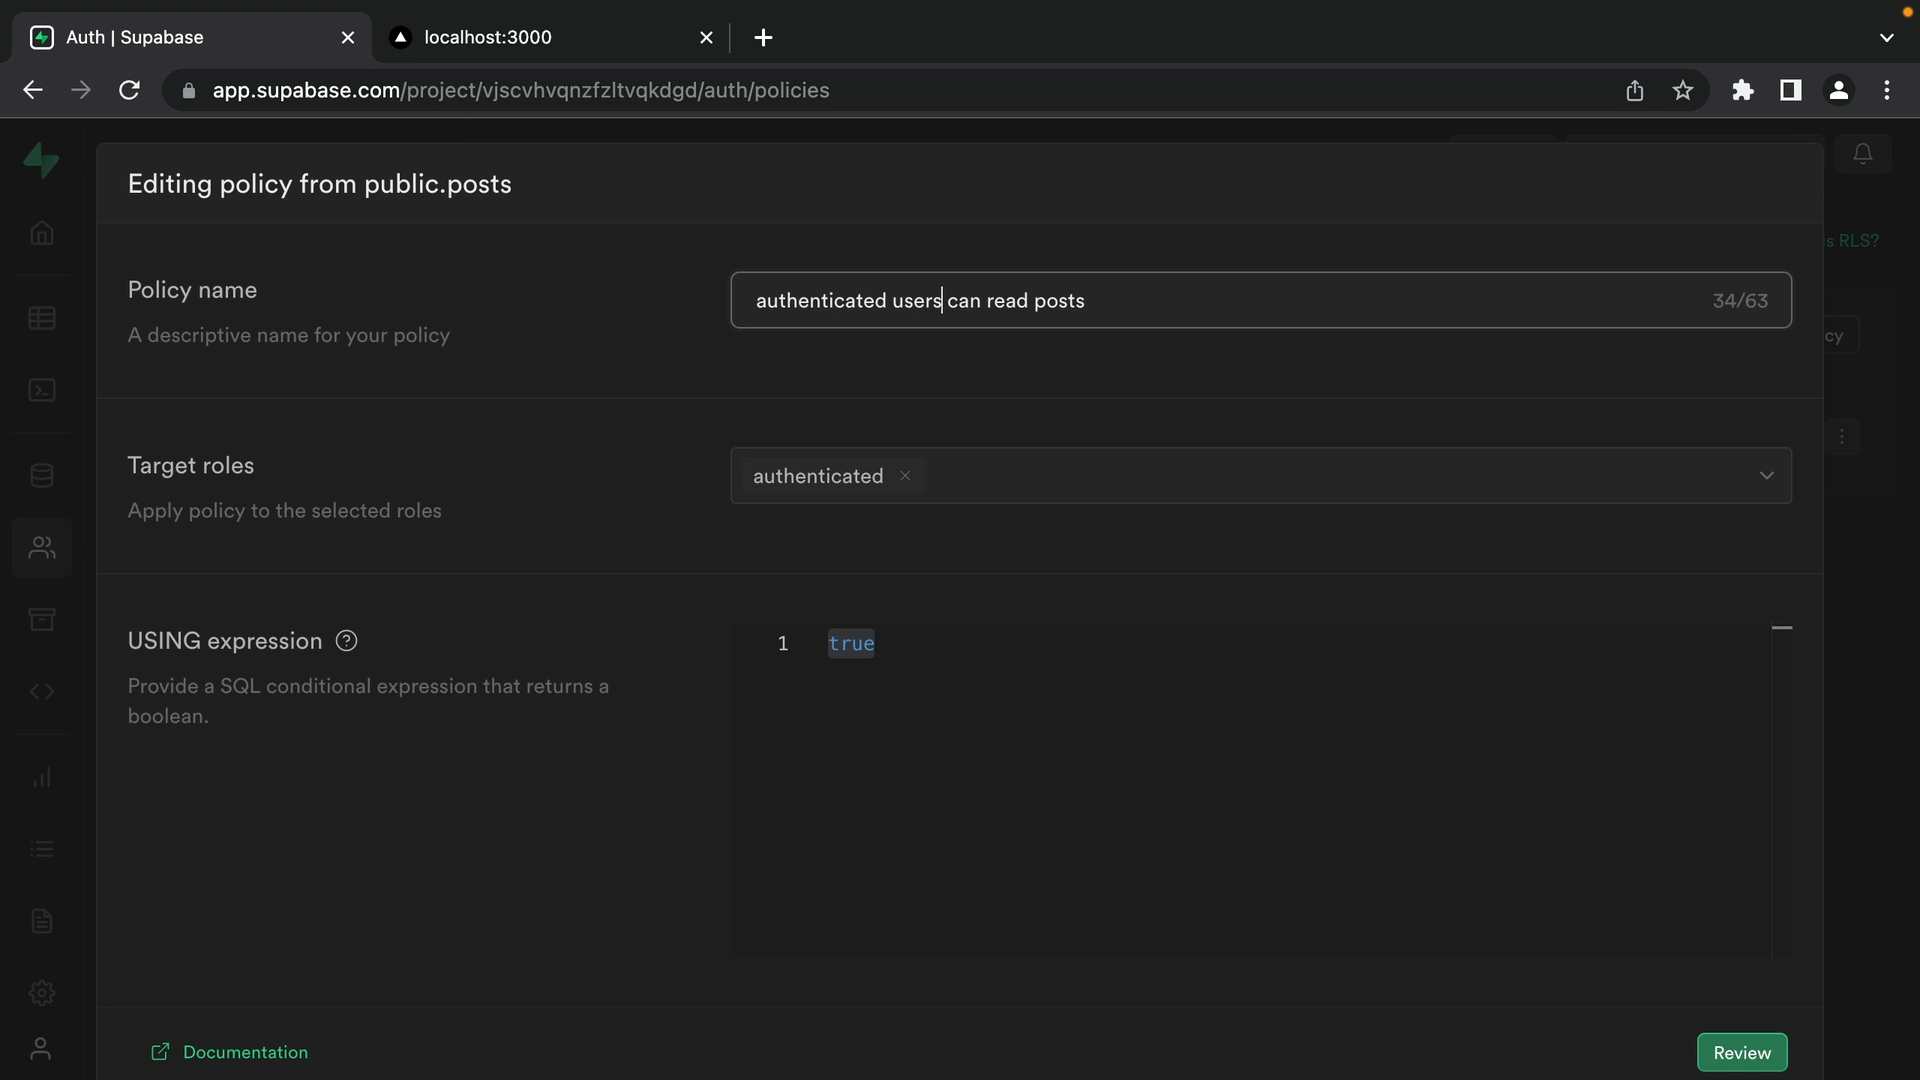 Auth | Supabase
localhost:3000
app.supabase.com/project/vjscvhvqnzfzltvqkdgd/auth/policies
Editing policy from public.posts
is RLS?
Policy name
authenticated users can read posts
34/63
A descriptive name for your policy
cy
Target roles
authenticated
Apply policy to the selected roles
USING expression
1 true
Provide a SQL conditional expression that returns a
boolean.
Documentation
Review